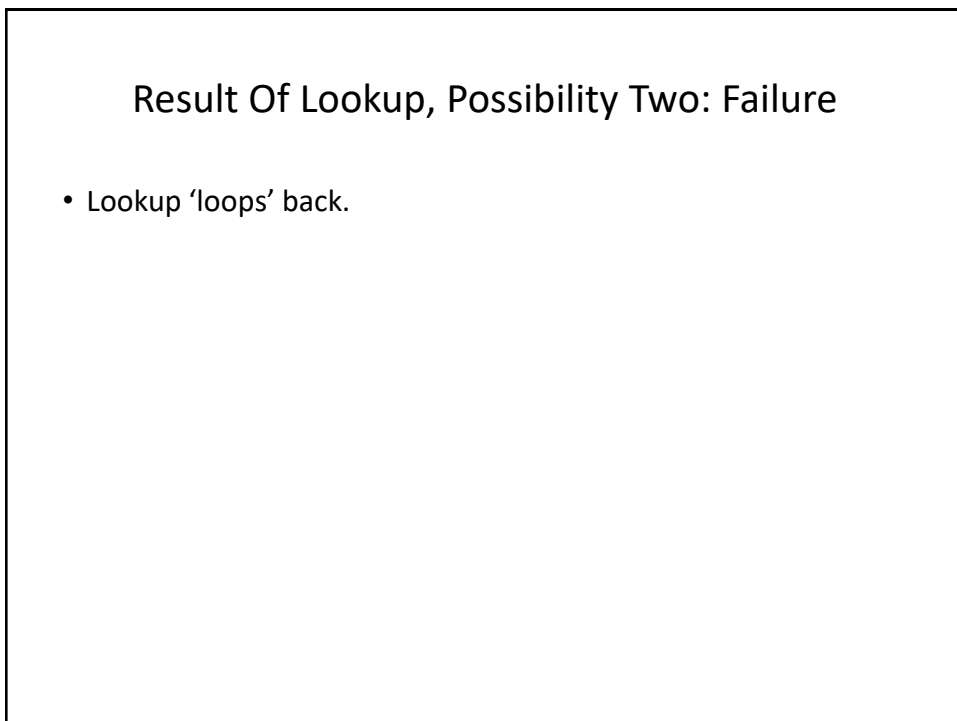 Result Of Lookup, Possibility Two: Failure
• Lookup ‘loops’ back.